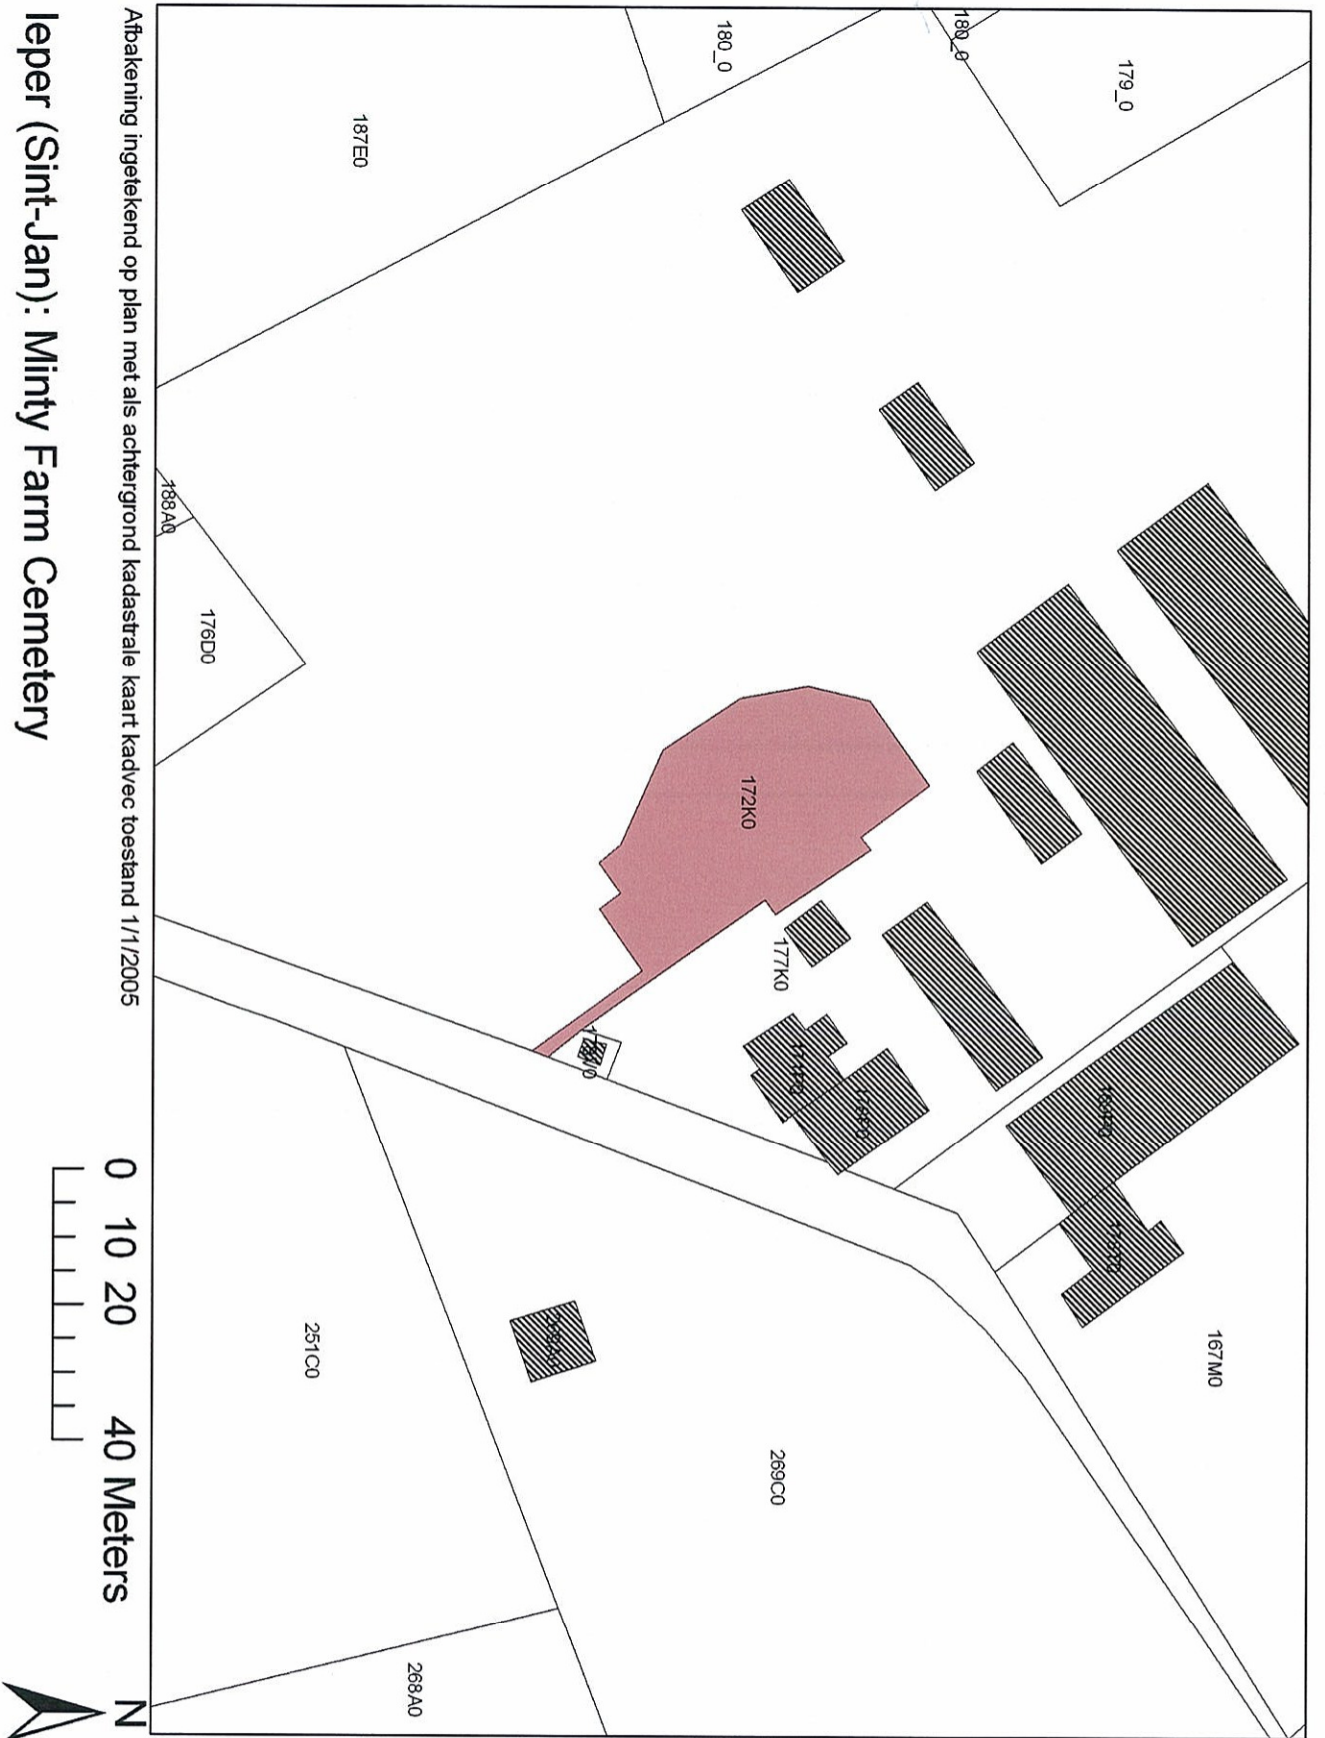 180_0
180_0
179_0
187E0
188A0
176D0
172K0
177K0
167M0
251C0
269C0
268A0
Afbakening ingetekend op plan met als achtergrond kadastrale kaart kadvec toestand 1/1/2005
Ieper (Sint-Jan): Minty Farm Cemetery
0 10 20 40 Meters
N